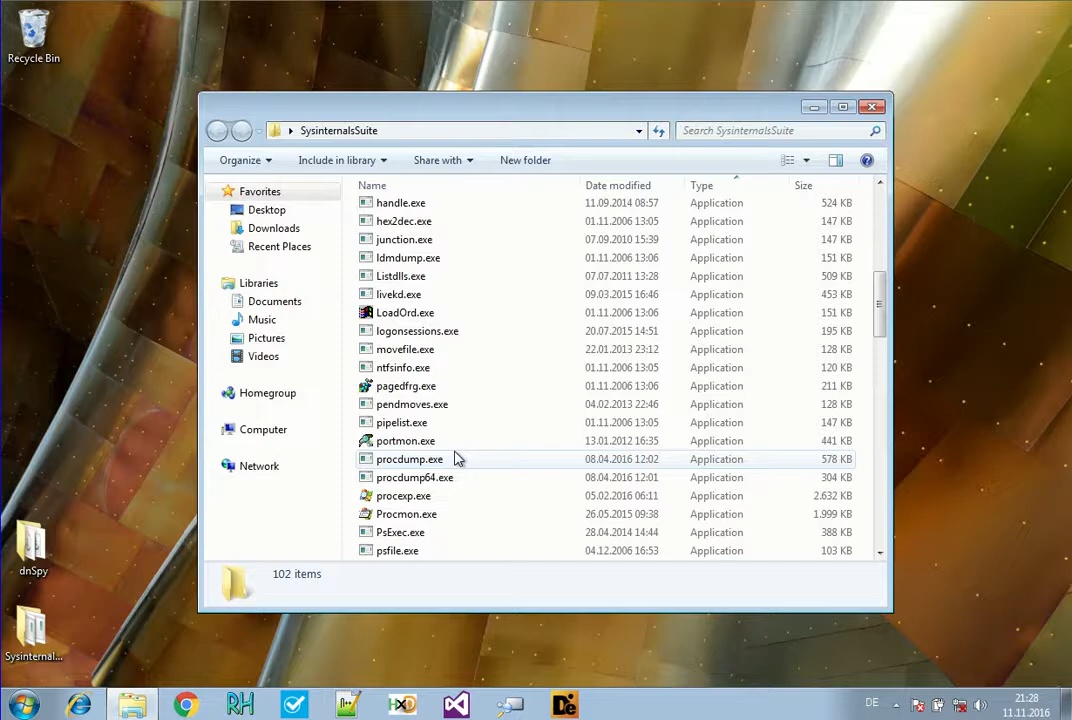 Recycle Bin
SysinternalsSuite
Search SysinternalsSuite
Organize Include in library Share with New folder
Name Date modified Type Size
Favorites
Desktop
Downloads
Recent Places
Libraries
Documents
Music
Pictures
Videos
Homegroup
Computer
Network
handle.exe 11.09.2014 08:57 Application 524 KB
hex2dec.exe 01.11.2006 13:05 Application 147 KB
junction.exe 07.09.2010 15:39 Application 147 KB
ldmdump.exe 01.11.2006 13:06 Application 151 KB
Listdlls.exe 07.07.2011 13:28 Application 509 KB
livekd.exe 09.03.2015 16:46 Application 453 KB
LoadOrd.exe 01.11.2006 13:06 Application 151 KB
logonsessions.exe 20.07.2015 14:51 Application 195 KB
movefile.exe 22.01.2013 23:12 Application 128 KB
ntfsinfo.exe 01.11.2006 13:05 Application 120 KB
pagedfrg.exe 01.11.2006 13:06 Application 211 KB
pendmoves.exe 04.02.2013 22:46 Application 128 KB
pipelist.exe 01.11.2006 13:05 Application 147 KB
portmon.exe 13.01.2012 16:35 Application 441 KB
procdump.exe 08.04.2016 12:02 Application 578 KB
procdump64.exe 08.04.2016 12:01 Application 304 KB
procexp.exe 05.02.2016 06:11 Application 2.632 KB
Procmon.exe 26.05.2015 09:38 Application 1.999 KB
PsExec.exe 28.04.2014 14:44 Application 388 KB
psfile.exe 04.12.2006 16:53 Application 103 KB
102 items
dnSpy
Sysinternal...
RH
HxD
De
DE
21:28
11.11.2016